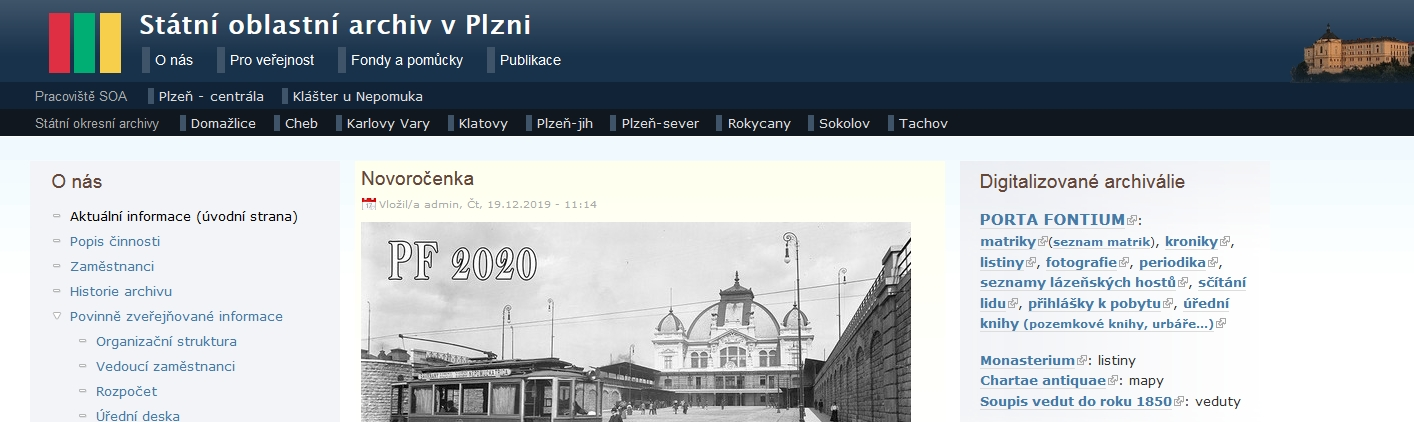 Státní oblastní archiv v Plzni
O nás Pro veřejnost Fondy a pomůcky Publikace
Pracoviště SOA Plzeň - centrála Klášter u Nepomuka
Státní okresní archivy Domažlice Cheb Karlovy Vary Klatovy Plzeň-jih Plzeň-sever Rokycany Sokolov Tachov
O nás
Aktuální informace (úvodní strana)
Popis činnosti
Zaměstnanci
Historie archivu
Povinně zveřejňované informace
Organizační struktura
Vedoucí zaměstnanci
Rozpočet
Úřední deska
Novoročenka
Vložil/a admin, Čt, 19.12.2019 - 11:14
PF 2020
Digitalizované archiválie
PORTA FONTIUM:
matriky(seznam matrik), kroniky,
listiny, fotografie, periodika,
seznamy lázeňských hostů, sčítání
lidu, přihlášky k pobytu, úřední
knihy (pozemkové knihy, urbáře...)
Monasterium: listiny
Chartae antiquae: mapy
Soupis vedut do roku 1850: veduty